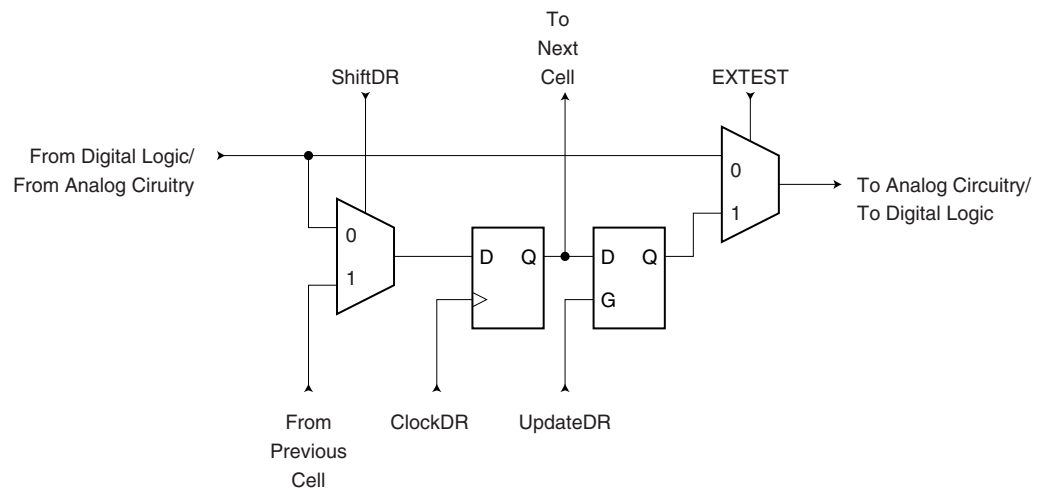 To
Next
Cell
ShiftDR
EXTEST
From Digital Logic/
From Analog Ciruitry
0
1
To Analog Circuitry/
To Digital Logic
0
1
D Q
D Q
G
From
Previous
Cell
ClockDR
UpdateDR